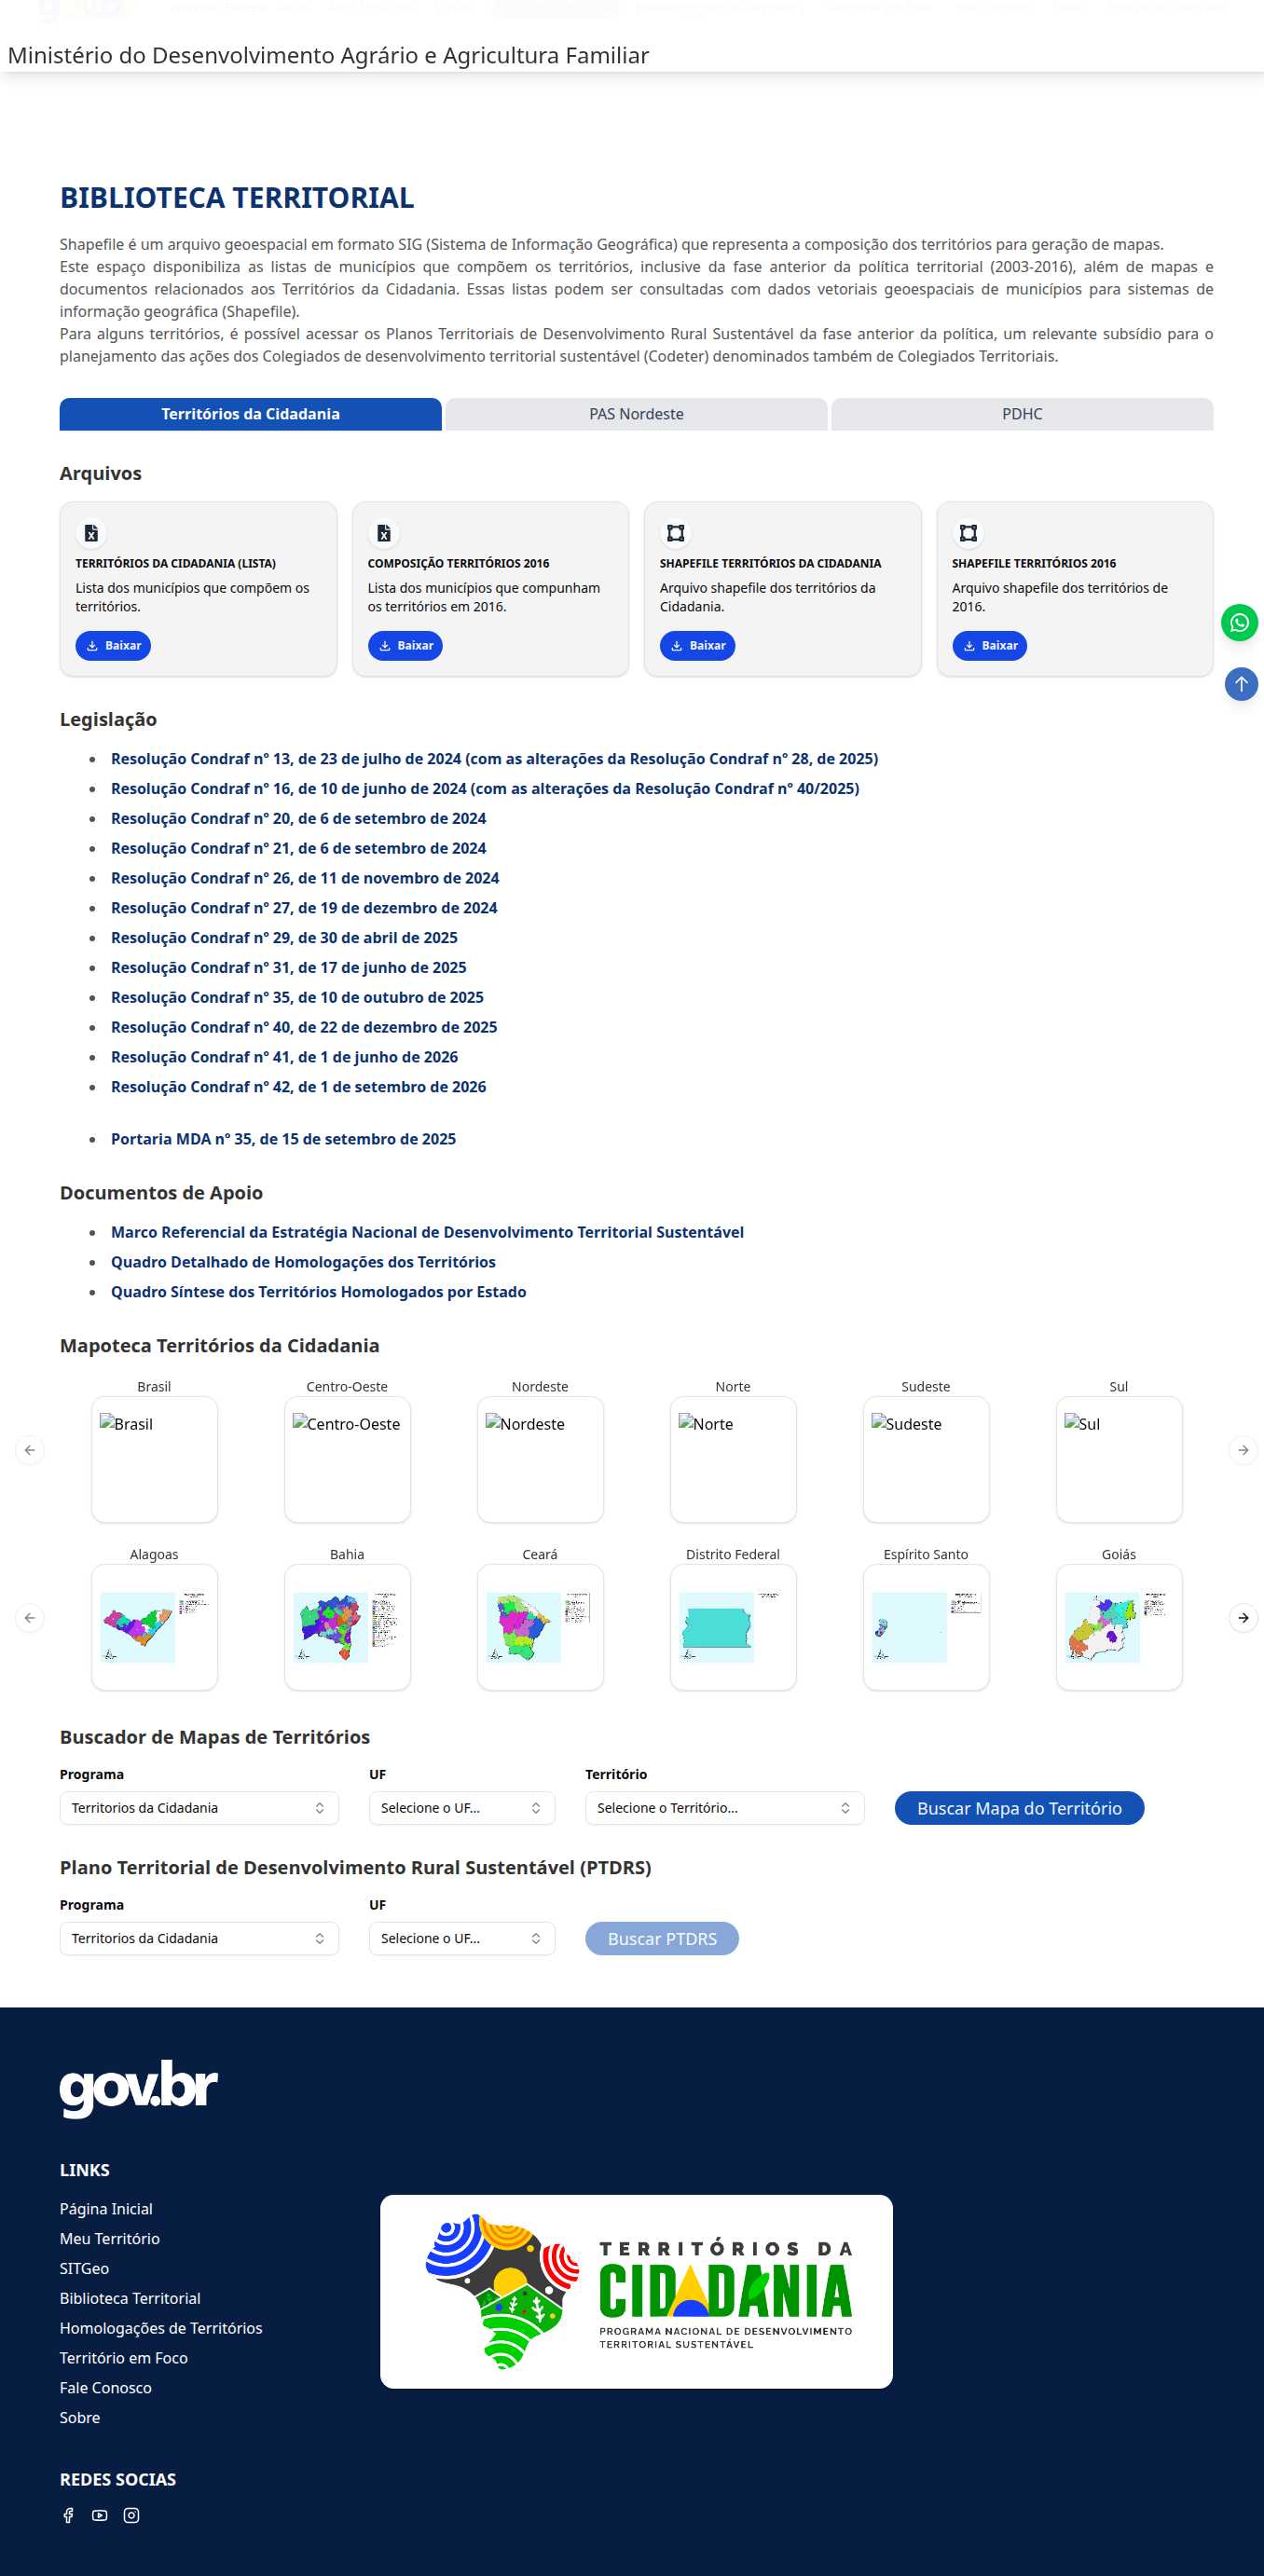 Ministério do Desenvolvimento Agrário e Agricultura Familiar
BIBLIOTECA TERRITORIAL
Shapefile é um arquivo geoespacial em formato SIG (Sistema de Informação Geográfica) que representa a composição dos territórios para geração de mapas.
Este espaço disponibiliza as listas de municípios que compõem os territórios, inclusive da fase anterior da política territorial (2003-2016), além de mapas e
documentos relacionados aos Territórios da Cidadania. Essas listas podem ser consultadas com dados vetoriais geoespaciais de municípios para sistemas de
informação geográfica (Shapefile).
Para alguns territórios, é possível acessar os Planos Territoriais de Desenvolvimento Rural Sustentável da fase anterior da política, um relevante subsídio para o
planejamento das ações dos Colegiados de desenvolvimento territorial sustentável (Codeter) denominados também de Colegiados Territoriais.
Territórios da Cidadania
PAS Nordeste
PDHC
Arquivos
TERRITÓRIOS DA CIDADANIA (LISTA)
Lista dos municípios que compõem os
territórios.
Baixar
COMPOSIÇÃO TERRITÓRIOS 2016
Lista dos municípios que compunham
os territórios em 2016.
Baixar
SHAPEFILE TERRITÓRIOS DA CIDADANIA
Arquivo shapefile dos territórios da
Cidadania.
Baixar
SHAPEFILE TERRITÓRIOS 2016
Arquivo shapefile dos territórios de
2016.
Baixar
Legislação
Resolução Condraf nº 13, de 23 de julho de 2024 (com as alterações da Resolução Condraf nº 28, de 2025)
Resolução Condraf nº 16, de 10 de junho de 2024 (com as alterações da Resolução Condraf nº 40/2025)
Resolução Condraf nº 20, de 6 de setembro de 2024
Resolução Condraf nº 21, de 6 de setembro de 2024
Resolução Condraf nº 26, de 11 de novembro de 2024
Resolução Condraf nº 27, de 19 de dezembro de 2024
Resolução Condraf nº 29, de 30 de abril de 2025
Resolução Condraf nº 31, de 17 de junho de 2025
Resolução Condraf nº 35, de 10 de outubro de 2025
Resolução Condraf nº 40, de 22 de dezembro de 2025
Resolução Condraf nº 41, de 1 de junho de 2026
Resolução Condraf nº 42, de 1 de setembro de 2026
Portaria MDA nº 35, de 15 de setembro de 2025
Documentos de Apoio
Marco Referencial da Estratégia Nacional de Desenvolvimento Territorial Sustentável
Quadro Detalhado de Homologações dos Territórios
Quadro Síntese dos Territórios Homologados por Estado
Mapoteca Territórios da Cidadania
Brasil
Centro-Oeste
Nordeste
Norte
Sudeste
Sul
Brasil
Centro-Oeste
Nordeste
Norte
Sudeste
Sul
Alagoas
Bahia
Ceará
Distrito Federal
Espírito Santo
Goiás
Buscador de Mapas de Territórios
Programa
UF
Território
Territorios da Cidadania
Selecione o UF...
Selecione o Território...
Buscar Mapa do Território
Plano Territorial de Desenvolvimento Rural Sustentável (PTDRS)
Programa
UF
Territorios da Cidadania
Selecione o UF...
Buscar PTDRS
gov.br
LINKS
Página Inicial
Meu Território
SITGeo
Biblioteca Territorial
Homologações de Territórios
Território em Foco
Fale Conosco
Sobre
TERRITÓRIOS DA
CIDADANIA
PROGRAMA NACIONAL DE DESENVOLVIMENTO
TERRITORIAL SUSTENTÁVEL
REDES SOCIAS